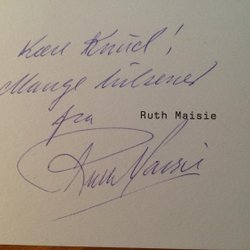 Kære Knud!
Mange hilsener
fra
Ruth Maisie
Ruth Maisie